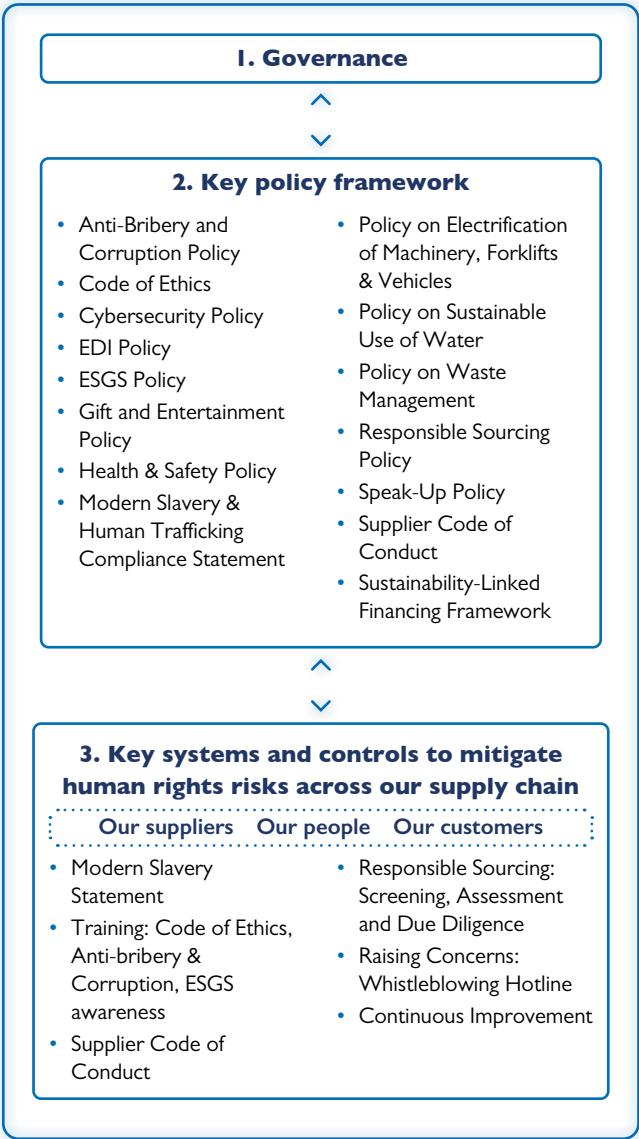 1. Governance
2. Key policy framework
• Anti-Bribery and
Corruption Policy
• Code of Ethics
• Cybersecurity Policy
• EDI Policy
• ESGS Policy
• Gift and Entertainment
Policy
• Health & Safety Policy
• Modern Slavery &
Human Trafficking
Compliance Statement
• Policy on Electrification
of Machinery, Forklifts
& Vehicles
• Policy on Sustainable
Use of Water
• Policy on Waste
Management
• Responsible Sourcing
Policy
• Speak-Up Policy
• Supplier Code of
Conduct
• Sustainability-Linked
Financing Framework
3. Key systems and controls to mitigate
human rights risks across our supply chain
Our suppliers Our people Our customers
• Modern Slavery
Statement
• Training: Code of Ethics,
Anti-bribery &
Corruption, ESGS
awareness
• Supplier Code of
Conduct
• Responsible Sourcing:
Screening, Assessment
and Due Diligence
• Raising Concerns:
Whistleblowing Hotline
• Continuous Improvement